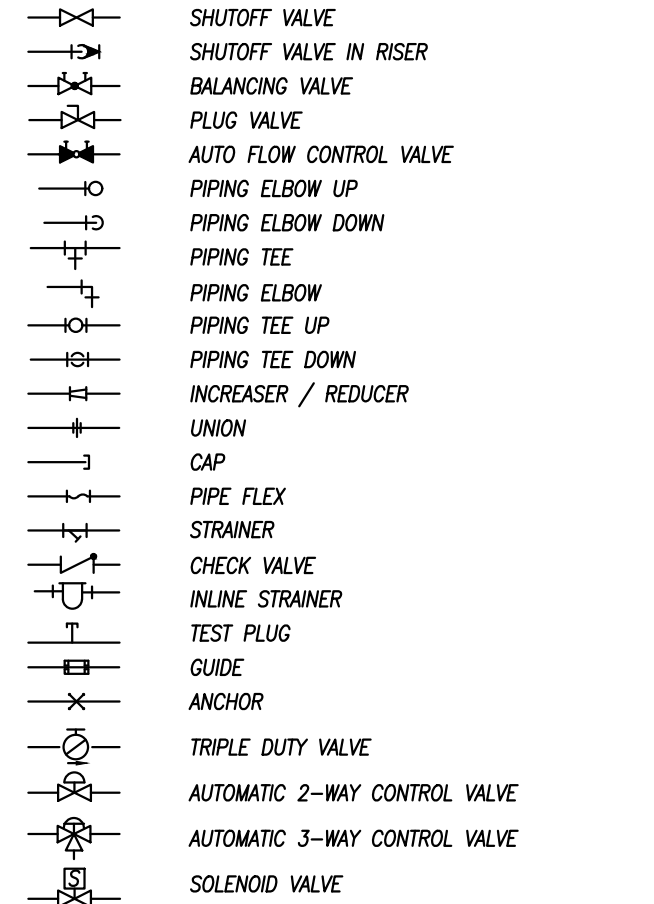 SHUTOFF VALVE
SHUTOFF VALVE IN RISER
BALANCING VALVE
PLUG VALVE
AUTO FLOW CONTROL VALVE
PIPING ELBOW UP
PIPING ELBOW DOWN
PIPING TEE
PIPING ELBOW
PIPING TEE UP
PIPING TEE DOWN
INCREASER / REDUCER
UNION
CAP
PIPE FLEX
STRAINER
CHECK VALVE
INLINE STRAINER
TEST PLUG
GUIDE
ANCHOR
TRIPLE DUTY VALVE
AUTOMATIC 2-WAY CONTROL VALVE
AUTOMATIC 3-WAY CONTROL VALVE
S SOLENOID VALVE